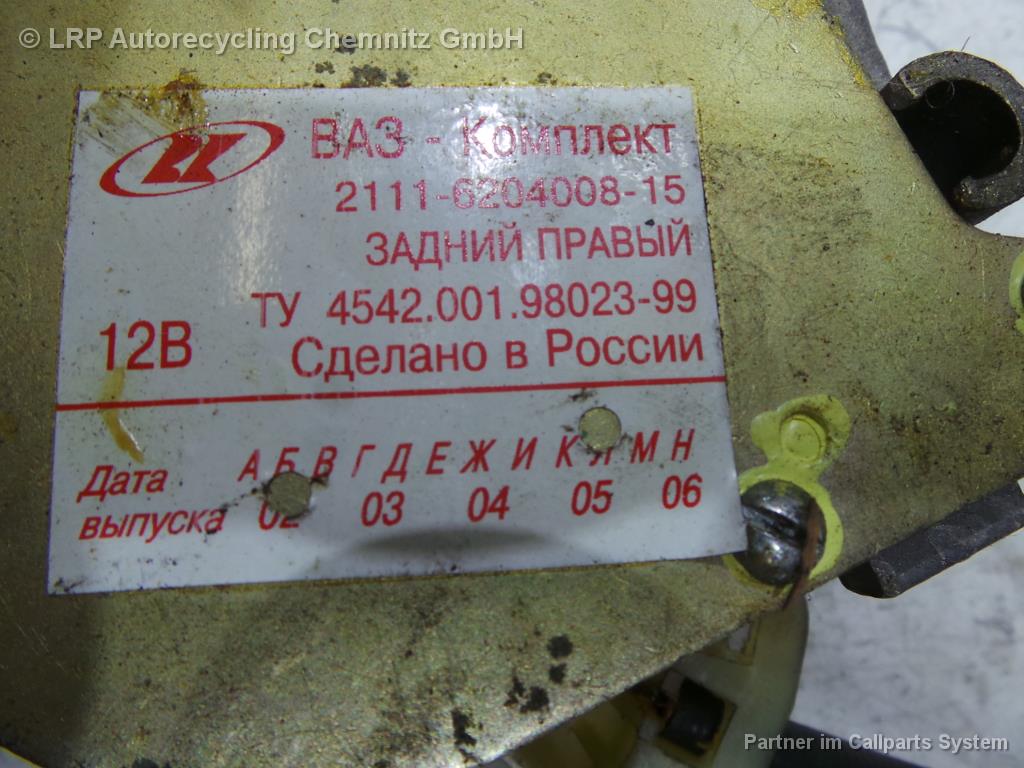 © LRP Autorecycling Chemnitz GmbH
ВАЗ - Комплект
2111-6204008-15
ЗАДНИЙ ПРАВЫЙ
ТУ 4542.001.98023-99
12В Сделано в России
Дата А Б В Г Д Е Ж И К Л М Н
выпуска 02 03 04 05 06
Partner im Callparts System